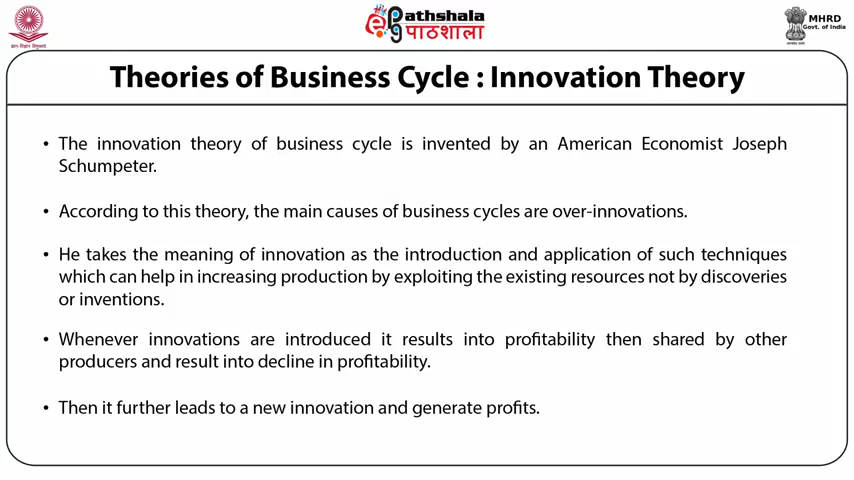 e Pathshala
पाठशाला
MHRD
Govt. of India
Theories of Business Cycle : Innovation Theory
• The innovation theory of business cycle is invented by an American Economist Joseph
Schumpeter.
• According to this theory, the main causes of business cycles are over-innovations.
• He takes the meaning of innovation as the introduction and application of such techniques
which can help in increasing production by exploiting the existing resources not by discoveries
or inventions.
• Whenever innovations are introduced it results into profitability then shared by other
producers and result into decline in profitability.
• Then it further leads to a new innovation and generate profits.